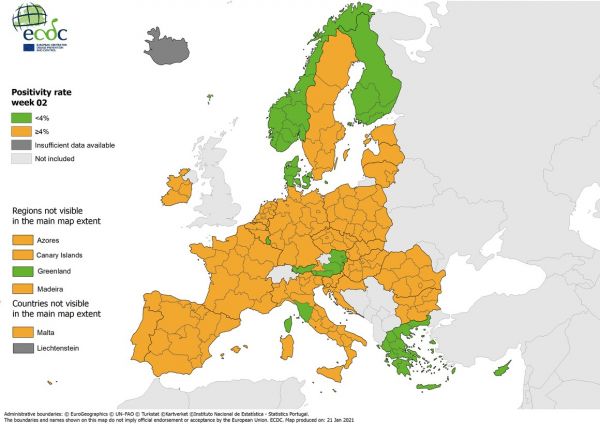 ecdc
EUROPEAN CENTRE FOR
DISEASE PREVENTION
AND CONTROL
Positivity rate
week 02
<4%
≥4%
Insufficient data available
Not included
Regions not visible
in the main map extent
Azores
Canary Islands
Greenland
Madeira
Countries not visible
in the main map extent
Malta
Liechtenstein
Administrative boundaries: © EuroGeographics © UN–FAO © Turkstat ©Kartverket ©Instituto Nacional de Estatística - Statistics Portugal.
The boundaries and names shown on this map do not imply official endorsement or acceptance by the European Union. ECDC. Map produced on: 21 Jan 2021